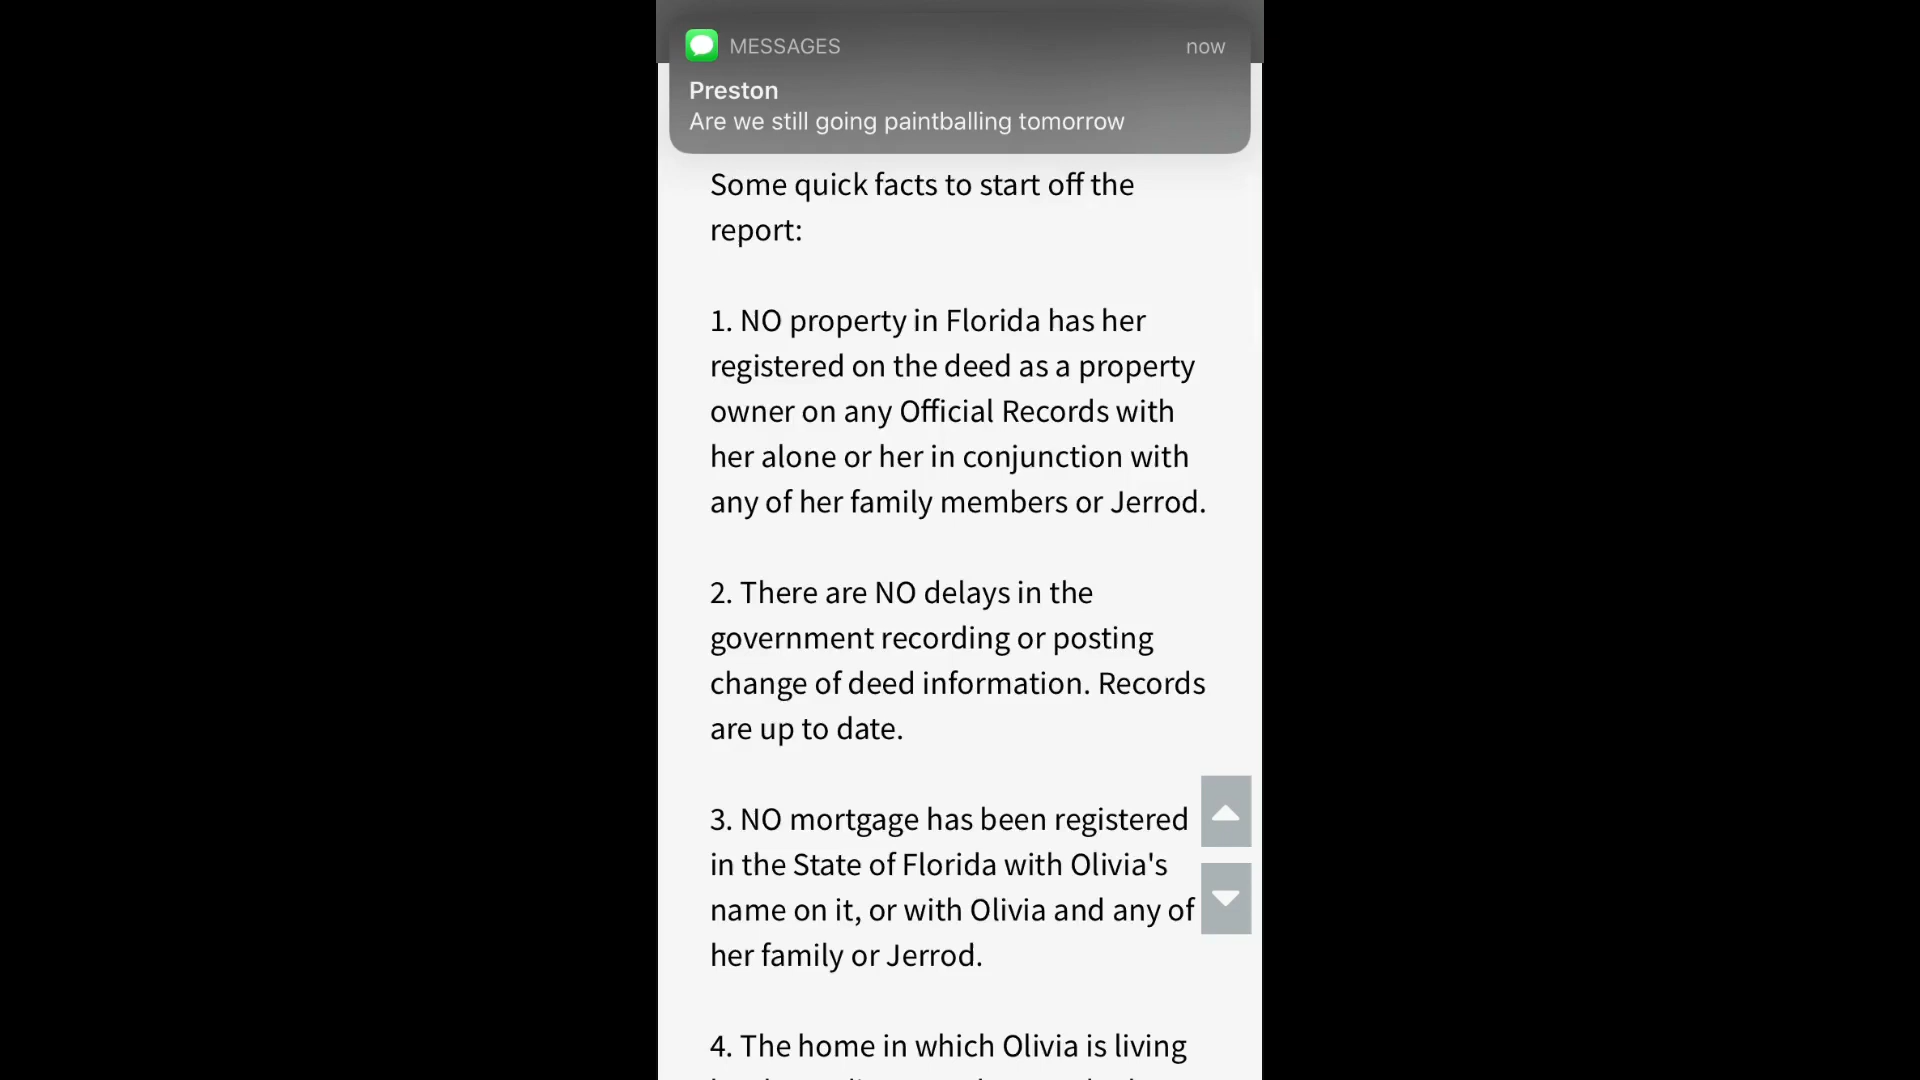 MESSAGES
now
Preston
Are we still going paintballing tomorrow
Some quick facts to start off the
report:
1. NO property in Florida has her
registered on the deed as a property
owner on any Official Records with
her alone or her in conjunction with
any of her family members or Jerrod.
2. There are NO delays in the
government recording or posting
change of deed information. Records
are up to date.
3. NO mortgage has been registered
in the State of Florida with Olivia's
name on it, or with Olivia and any of
her family or Jerrod.
4. The home in which Olivia is living